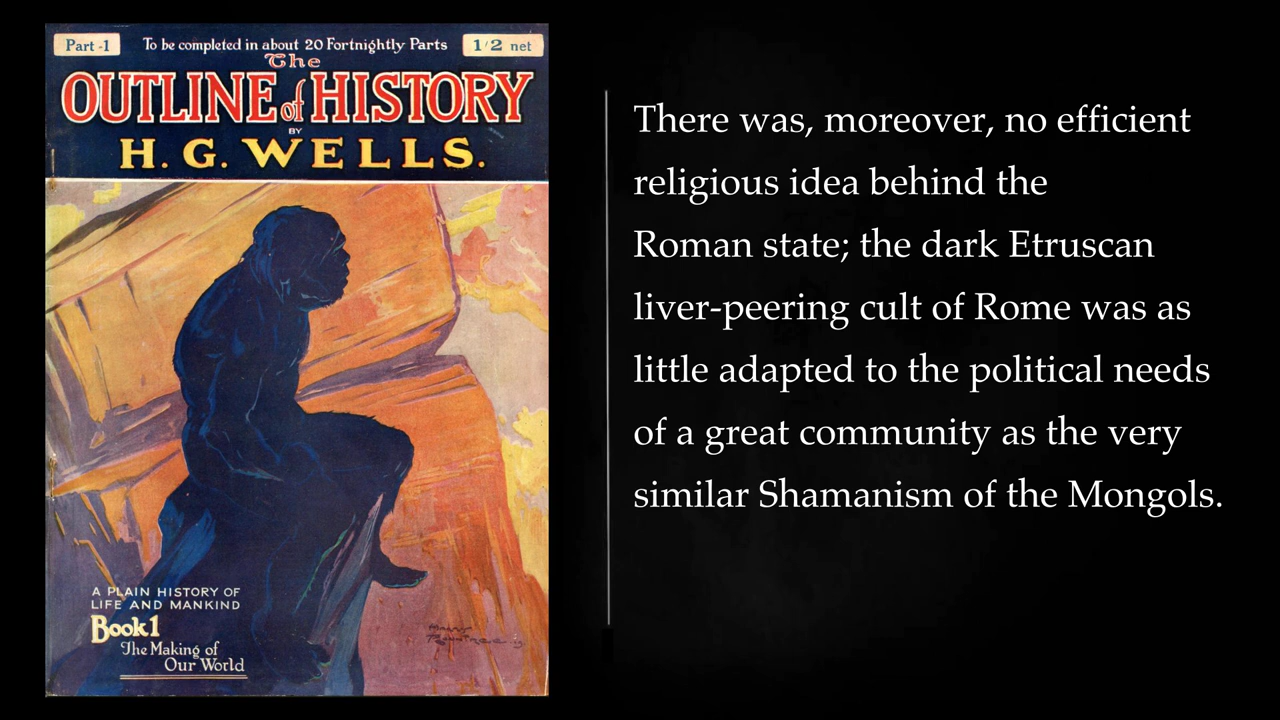 Part -1
To be completed in about 20 Fortnightly Parts
1/2 net
The
OUTLINE of HISTORY
BY
H. G. WELLS.
A PLAIN HISTORY OF
LIFE AND MANKIND
Book 1
The Making of
Our World
There was, moreover, no efficient
religious idea behind the
Roman state; the dark Etruscan
liver-peering cult of Rome was as
little adapted to the political needs
of a great community as the very
similar Shamanism of the Mongols.